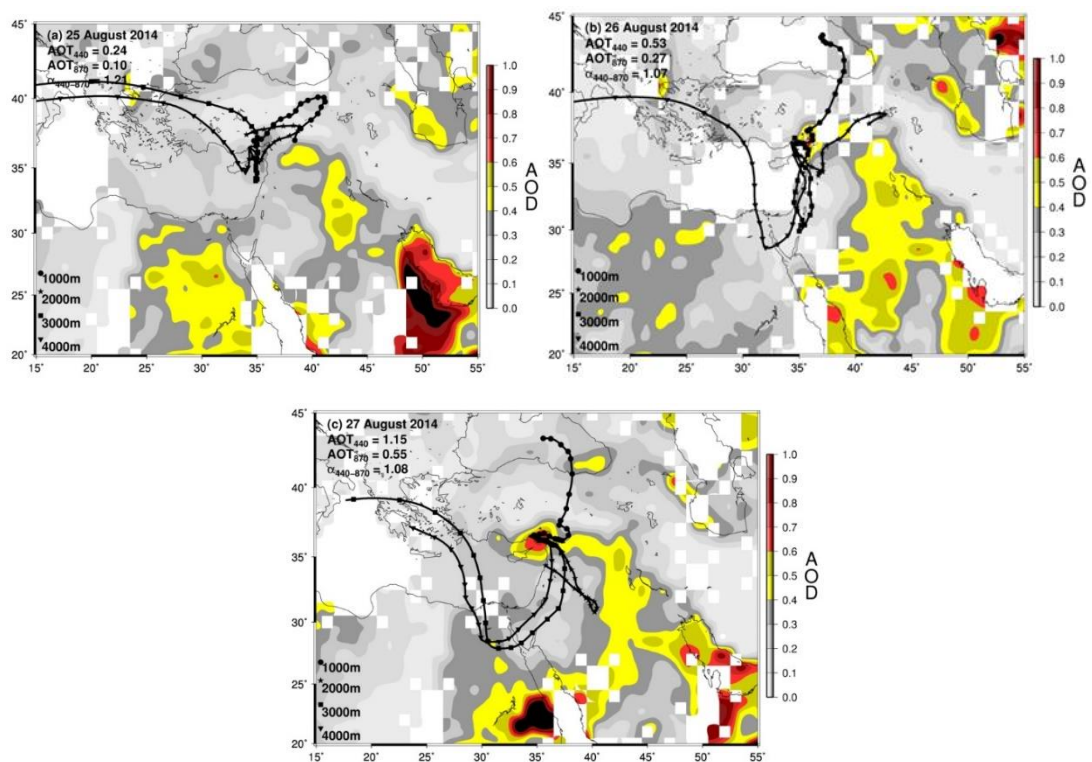 (a) 25 August 2014
AOT440 = 0.24
AOT870 = 0.10
α440−870 = 1.21
45˚
40˚
35˚
30˚
25˚
20˚
1000m
2000m
3000m
4000m
15˚ 20˚ 25˚ 30˚ 35˚ 40˚ 45˚ 50˚ 55˚
1.0
0.9
0.8
0.7
0.6
0.5
0.4
0.3
0.2
0.1
0.0
AOD
(b) 26 August 2014
AOT440 = 0.53
AOT870 = 0.27
α440−870 = 1.07
45˚
40˚
35˚
30˚
25˚
20˚
1000m
2000m
3000m
4000m
15˚ 20˚ 25˚ 30˚ 35˚ 40˚ 45˚ 50˚ 55˚
1.0
0.9
0.8
0.7
0.6
0.5
0.4
0.3
0.2
0.1
0.0
AOD
(c) 27 August 2014
AOT440 = 1.15
AOT870 = 0.55
α440−870 = 1.08
45˚
40˚
35˚
30˚
25˚
20˚
1000m
2000m
3000m
4000m
15˚ 20˚ 25˚ 30˚ 35˚ 40˚ 45˚ 50˚ 55˚
1.0
0.9
0.8
0.7
0.6
0.5
0.4
0.3
0.2
0.1
0.0
AOD